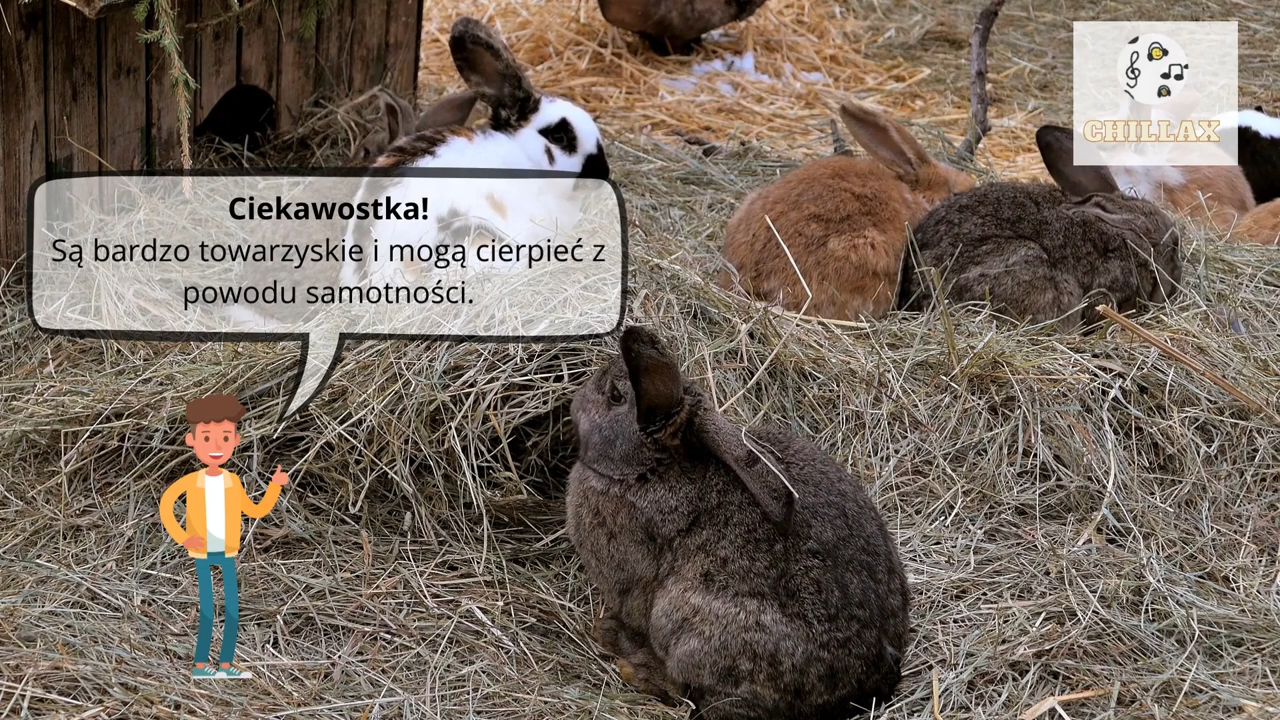 Ciekawostka!
Są bardzo towarzyskie i mogą cierpieć z
powodu samotności.
CHILLAX